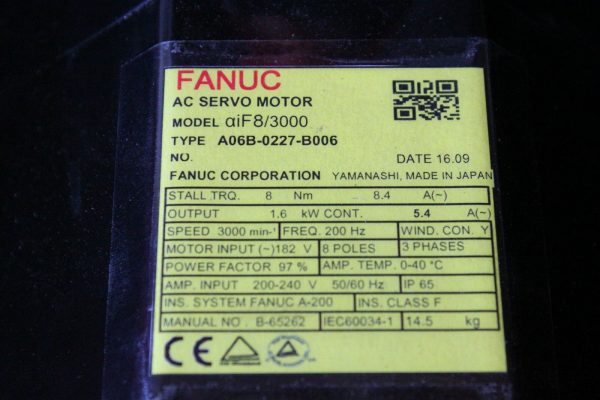 FANUC
AC SERVO MOTOR
MODEL αiF8/3000
TYPE A06B-0227-B006
NO. DATE 16.09
FANUC CORPORATION YAMANASHI, MADE IN JAPAN
STALL TRQ. 8 Nm 8.4 A(~)
OUTPUT 1.6 kW CONT. 5.4 A(~)
SPEED 3000 min-¹ FREQ. 200 Hz WIND. CON. Y
MOTOR INPUT (~)182 V 8 POLES 3 PHASES
POWER FACTOR 97 % AMP. TEMP. 0-40 °C
AMP. INPUT 200-240 V 50/60 Hz IP 65
INS. SYSTEM FANUC A-200 INS. CLASS F
MANUAL NO. B-65262 IEC60034-1 14.5 kg
CE